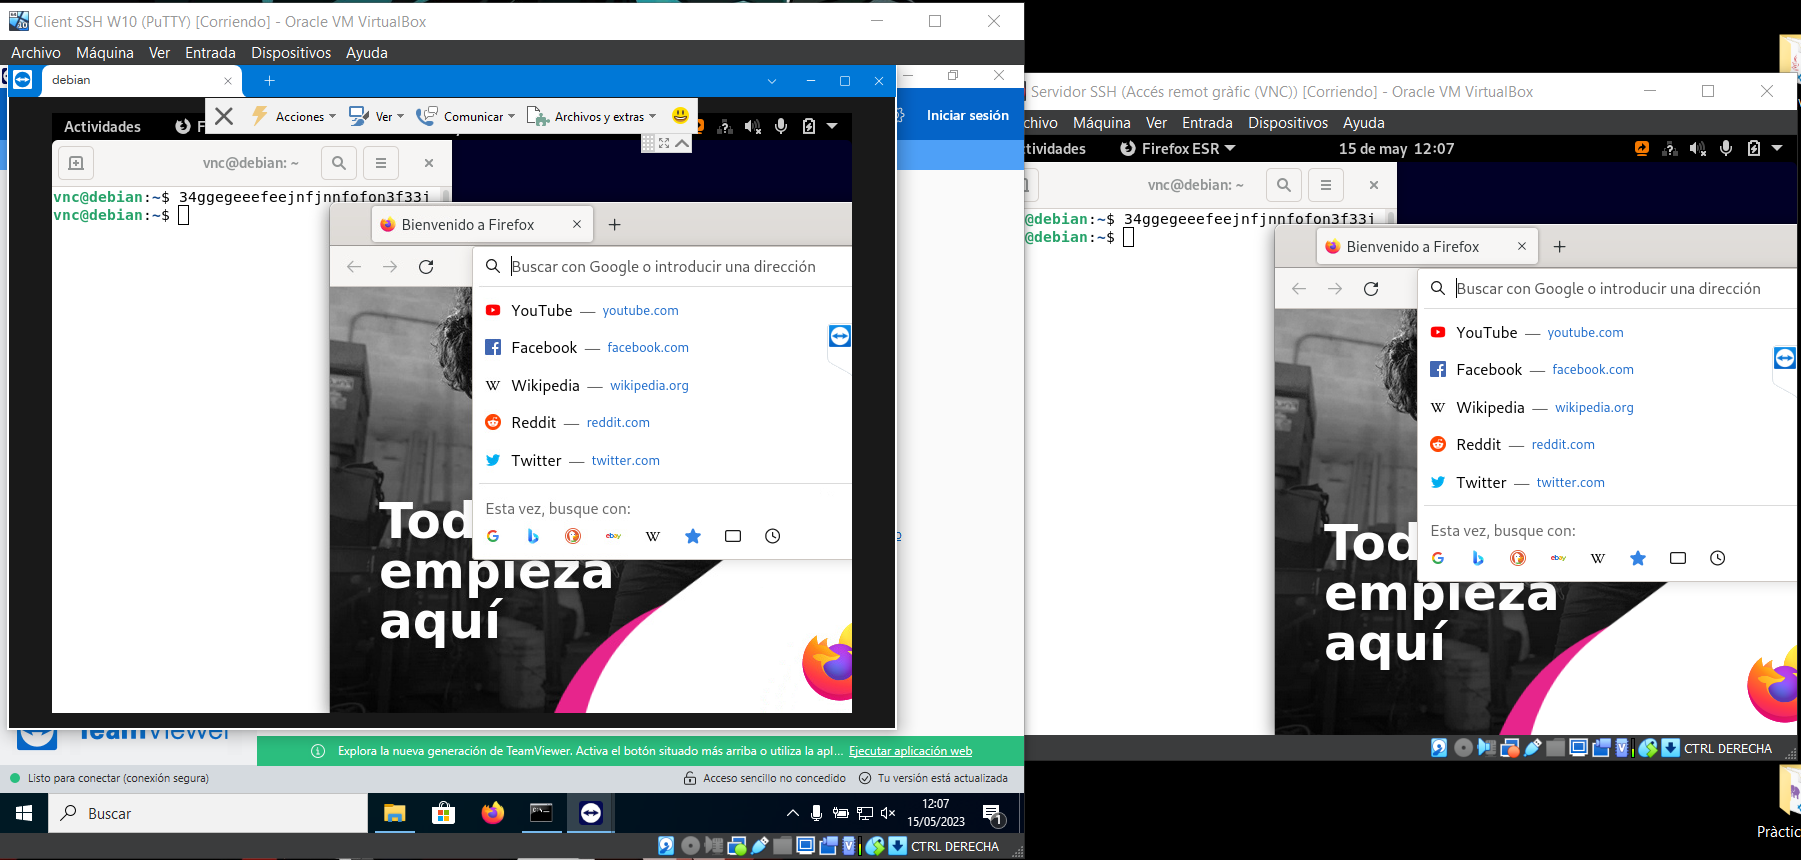 Client SSH W10 (PuTTY) [Corriendo] - Oracle VM VirtualBox
Archivo Máquina Ver Entrada Dispositivos Ayuda
debian
Acciones Ver Comunicar Archivos y extras
Iniciar sesión
Actividades
vnc@debian: ~
vnc@debian:~$ 34ggegeeefeejnfjnnfofon3f33i
vnc@debian:~$
Bienvenido a Firefox
Buscar con Google o introducir una dirección
YouTube — youtube.com
Facebook — facebook.com
Wikipedia — wikipedia.org
Reddit — reddit.com
Twitter — twitter.com
Esta vez, busque con:
Tod
empieza
aquí
TeamViewer
Explora la nueva generación de TeamViewer. Activa el botón situado más arriba o utiliza la apl... Ejecutar aplicación web
Listo para conectar (conexión segura)
Acceso sencillo no concedido
Tu versión está actualizada
Buscar
12:07
15/05/2023
1
CTRL DERECHA
Servidor SSH (Accés remot gràfic (VNC)) [Corriendo] - Oracle VM VirtualBox
chivo Máquina Ver Entrada Dispositivos Ayuda
tividades Firefox ESR 15 de may 12:07
vnc@debian: ~
@debian:~$ 34ggegeeefeejnfjnnfofon3f33i
@debian:~$
Bienvenido a Firefox
Buscar con Google o introducir una dirección
YouTube — youtube.com
Facebook — facebook.com
Wikipedia — wikipedia.org
Reddit — reddit.com
Twitter — twitter.com
Esta vez, busque con:
ebay
Tod
empieza
aquí
CTRL DERECHA
Pràctic